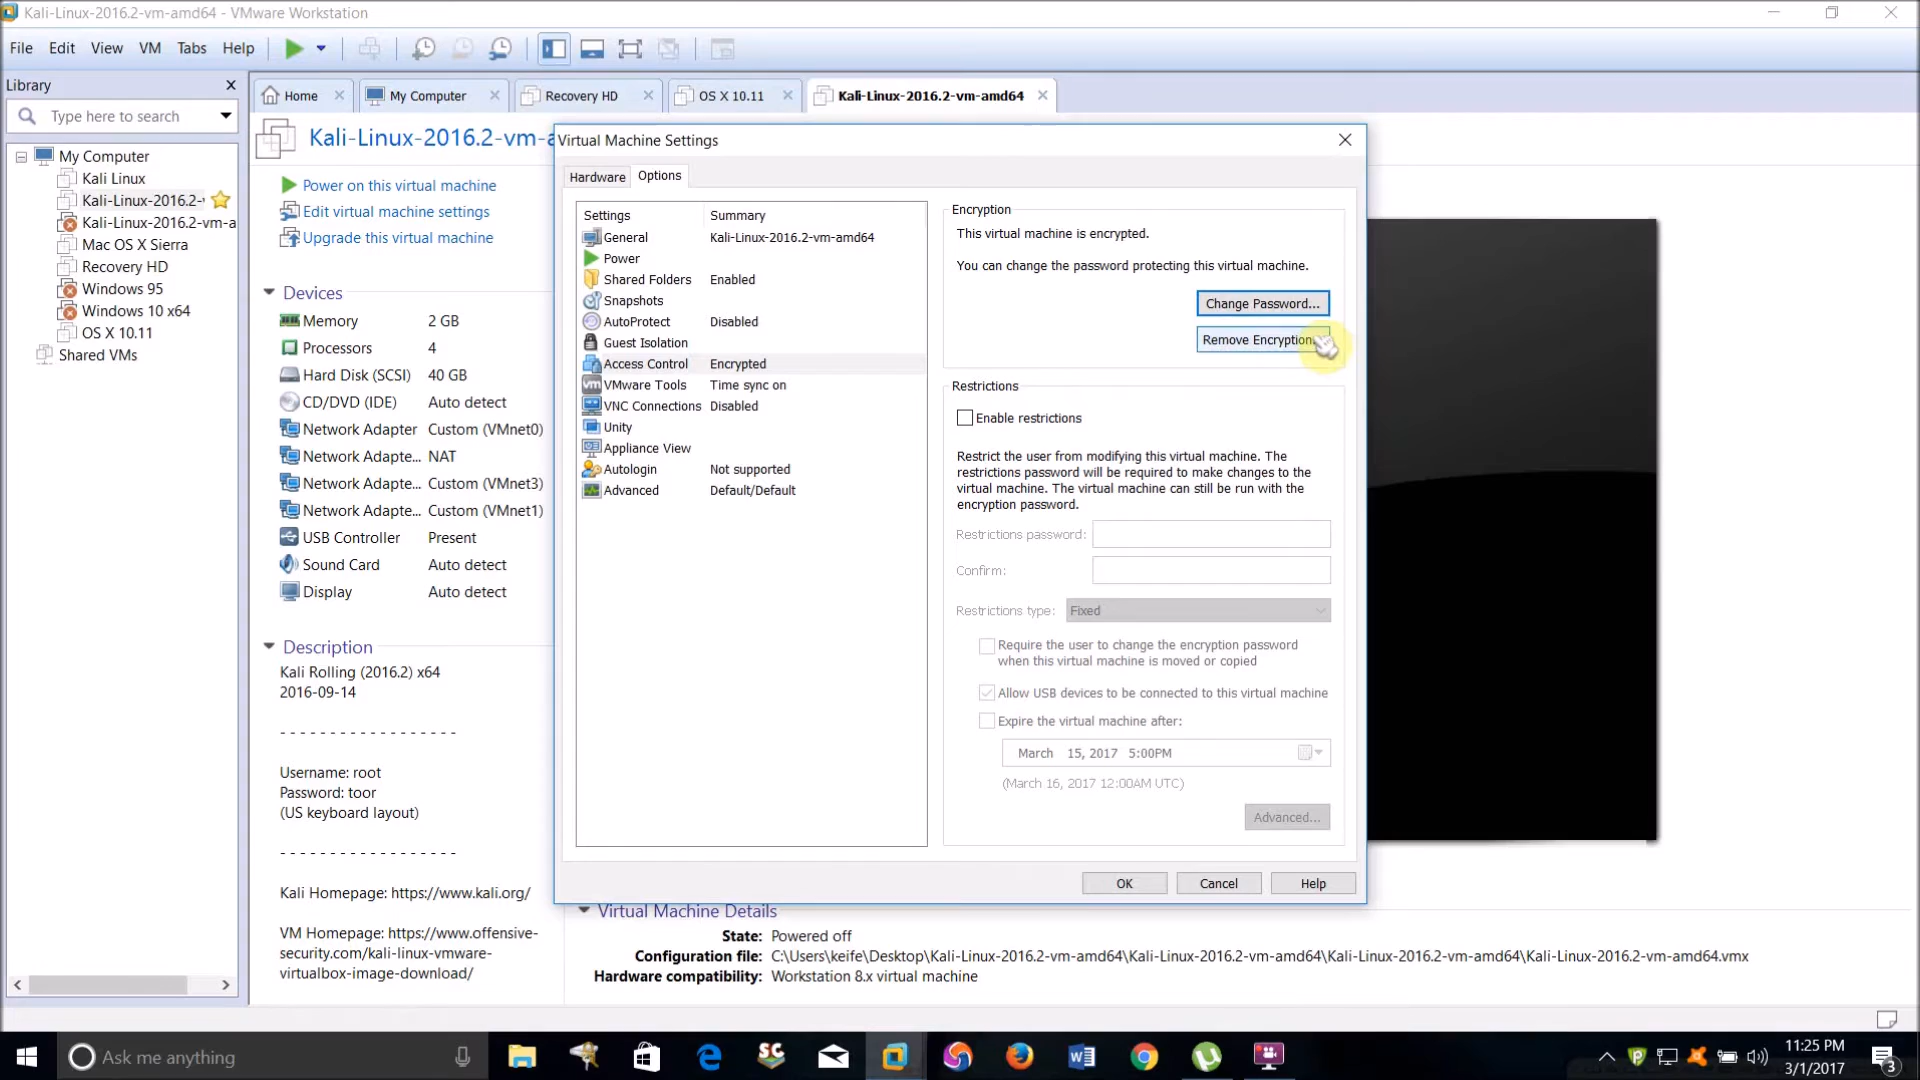 Kali-Linux-2016.2-vm-amd64 - VMware Workstation
File Edit View VM Tabs Help
Library
Type here to search
My Computer
Kali Linux
Kali-Linux-2016.2-
Kali-Linux-2016.2-vm-a
Mac OS X Sierra
Recovery HD
Windows 95
Windows 10 x64
OS X 10.11
Shared VMs
Home My Computer Recovery HD OS X 10.11 Kali-Linux-2016.2-vm-amd64
Kali-Linux-2016.2-vm-a
Power on this virtual machine
Edit virtual machine settings
Upgrade this virtual machine
Devices
Memory 2 GB
Processors 4
Hard Disk (SCSI) 40 GB
CD/DVD (IDE) Auto detect
Network Adapter Custom (VMnet0)
Network Adapte... NAT
Network Adapte... Custom (VMnet3)
Network Adapte... Custom (VMnet1)
USB Controller Present
Sound Card Auto detect
Display Auto detect
Description
Kali Rolling (2016.2) x64
2016-09-14
- - - - - - - - - - - - - - - - - -
Username: root
Password: toor
(US keyboard layout)
- - - - - - - - - - - - - - - - - -
Kali Homepage: https://www.kali.org/
VM Homepage: https://www.offensive-
security.com/kali-linux-vmware-
virtualbox-image-download/
Virtual Machine Settings
Hardware Options
Settings Summary
General Kali-Linux-2016.2-vm-amd64
Power
Shared Folders Enabled
Snapshots
AutoProtect Disabled
Guest Isolation
Access Control Encrypted
VMware Tools Time sync on
VNC Connections Disabled
Unity
Appliance View
Autologin Not supported
Advanced Default/Default
Encryption
This virtual machine is encrypted.
You can change the password protecting this virtual machine.
Change Password...
Remove Encryption
Restrictions
Enable restrictions
Restrict the user from modifying this virtual machine. The
restrictions password will be required to make changes to the
virtual machine. The virtual machine can still be run with the
encryption password.
Restrictions password:
Confirm:
Restrictions type: Fixed
Require the user to change the encryption password
when this virtual machine is moved or copied
Allow USB devices to be connected to this virtual machine
Expire the virtual machine after:
March 15, 2017 5:00PM
(March 16, 2017 12:00AM UTC)
Advanced...
OK Cancel Help
Virtual Machine Details
State: Powered off
Configuration file: C:\Users\keife\Desktop\Kali-Linux-2016.2-vm-amd64\Kali-Linux-2016.2-vm-amd64\Kali-Linux-2016.2-vm-amd64\Kali-Linux-2016.2-vm-amd64.vmx
Hardware compatibility: Workstation 8.x virtual machine
Ask me anything
11:25 PM
3/1/2017
3